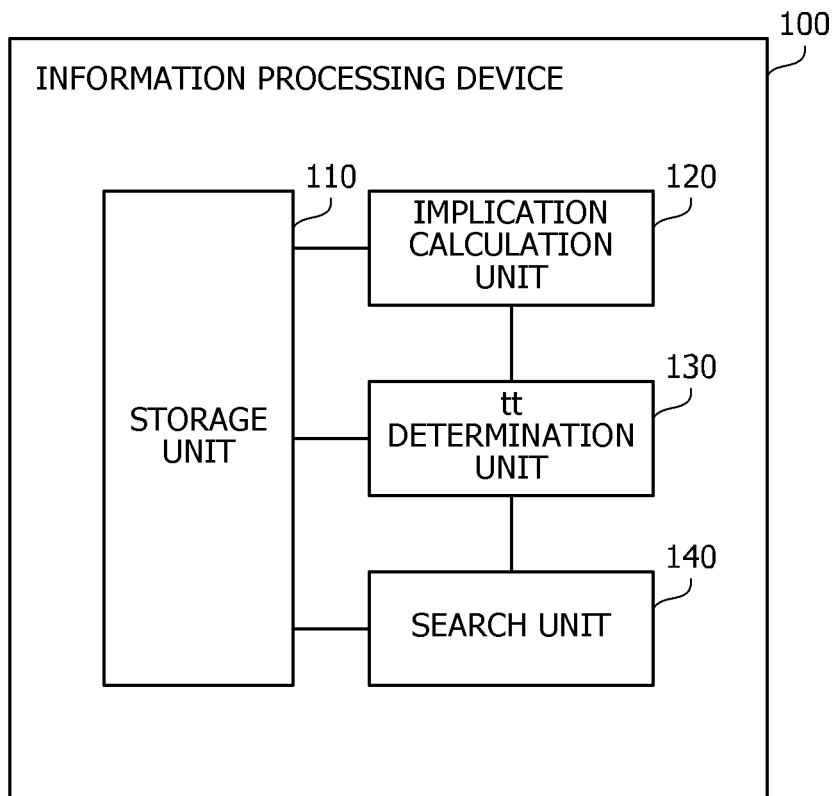 100
INFORMATION PROCESSING DEVICE
110
120
IMPLICATION
CALCULATION
UNIT
130
tt
DETERMINATION
UNIT
STORAGE
UNIT
140
SEARCH UNIT